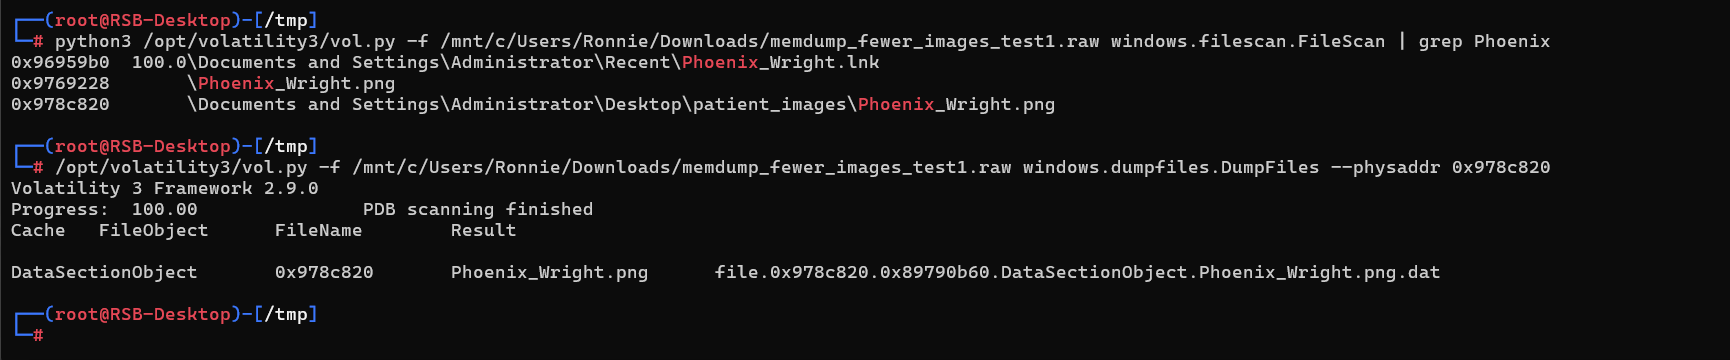 ┌──(root@RSB-Desktop)-[/tmp]
└─# python3 /opt/volatility3/vol.py -f /mnt/c/Users/Ronnie/Downloads/memdump_fewer_images_test1.raw windows.filescan.FileScan | grep Phoenix
0x96959b0  100.0\Documents and Settings\Administrator\Recent\Phoenix_Wright.lnk
0x9769228       \Phoenix_Wright.png
0x978c820       \Documents and Settings\Administrator\Desktop\patient_images\Phoenix_Wright.png
┌──(root@RSB-Desktop)-[/tmp]
└─# /opt/volatility3/vol.py -f /mnt/c/Users/Ronnie/Downloads/memdump_fewer_images_test1.raw windows.dumpfiles.DumpFiles --physaddr 0x978c820
Volatility 3 Framework 2.9.0
Progress:  100.00               PDB scanning finished
Cache   FileObject      FileName        Result
DataSectionObject       0x978c820       Phoenix_Wright.png      file.0x978c820.0x89790b60.DataSectionObject.Phoenix_Wright.png.dat
┌──(root@RSB-Desktop)-[/tmp]
└─#